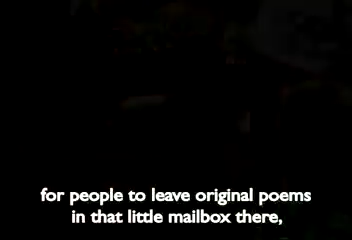 for people to leave original poems
in that little mailbox there,